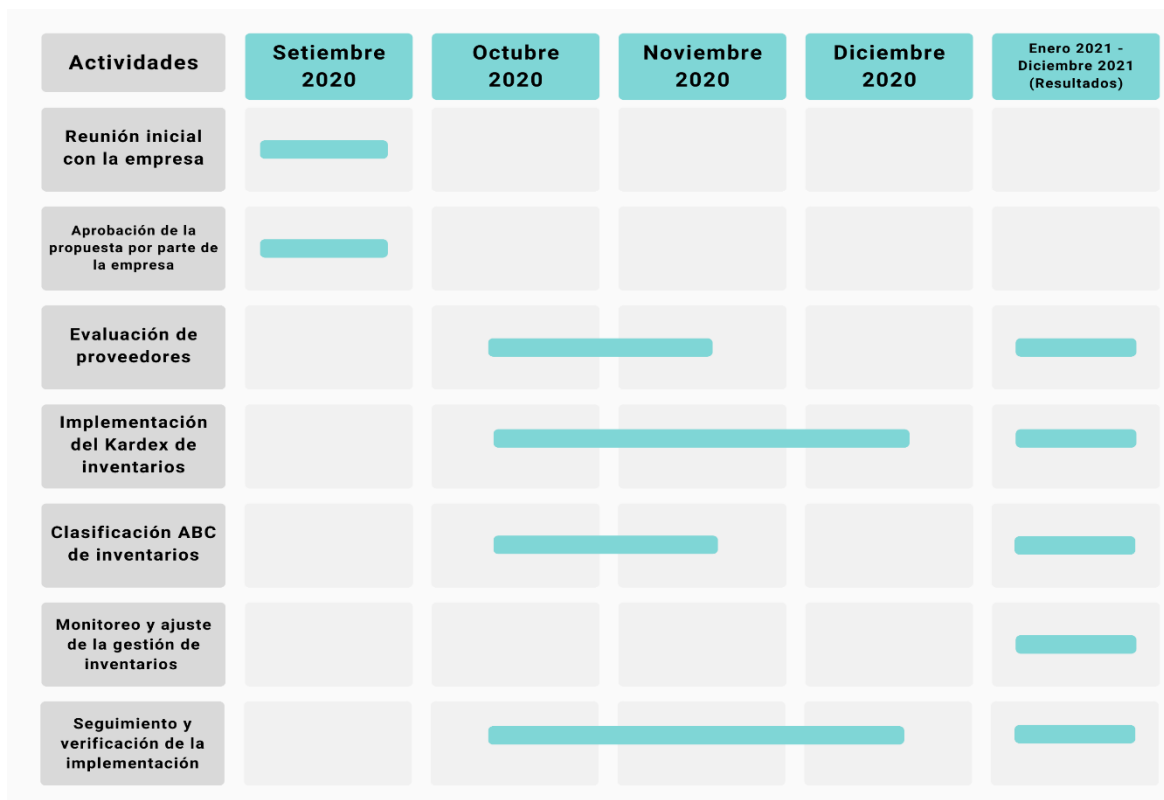 Actividades
Setiembre
2020
Octubre
2020
Noviembre
2020
Diciembre
2020
Enero 2021 -
Diciembre 2021
(Resultados)
Reunión inicial
con la empresa
Aprobación de la
propuesta por parte de
la empresa
Evaluación de
proveedores
Implementación
del Kardex de
inventarios
Clasificación ABC
de inventarios
Monitoreo y ajuste
de la gestión de
inventarios
Seguimiento y
verificación de la
implementación